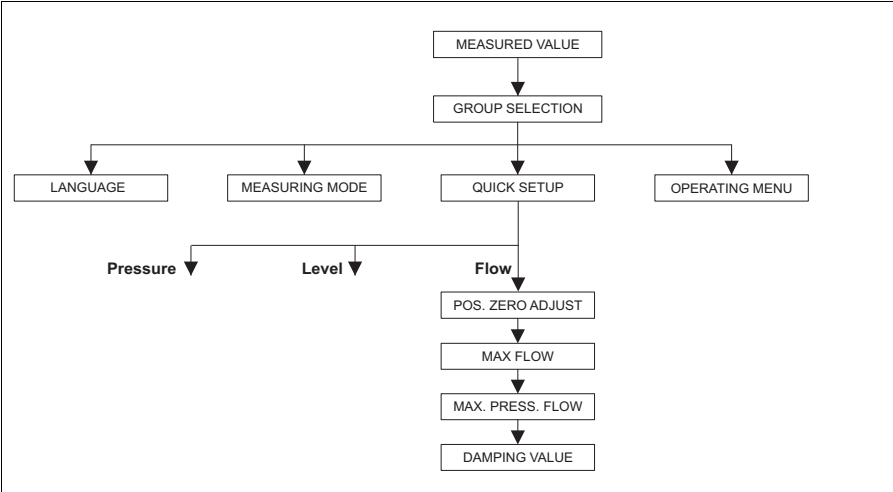 MEASURED VALUE
GROUP SELECTION
LANGUAGE
MEASURING MODE
QUICK SETUP
OPERATING MENU
Pressure
Level
Flow
POS. ZERO ADJUST
MAX FLOW
MAX. PRESS. FLOW
DAMPING VALUE